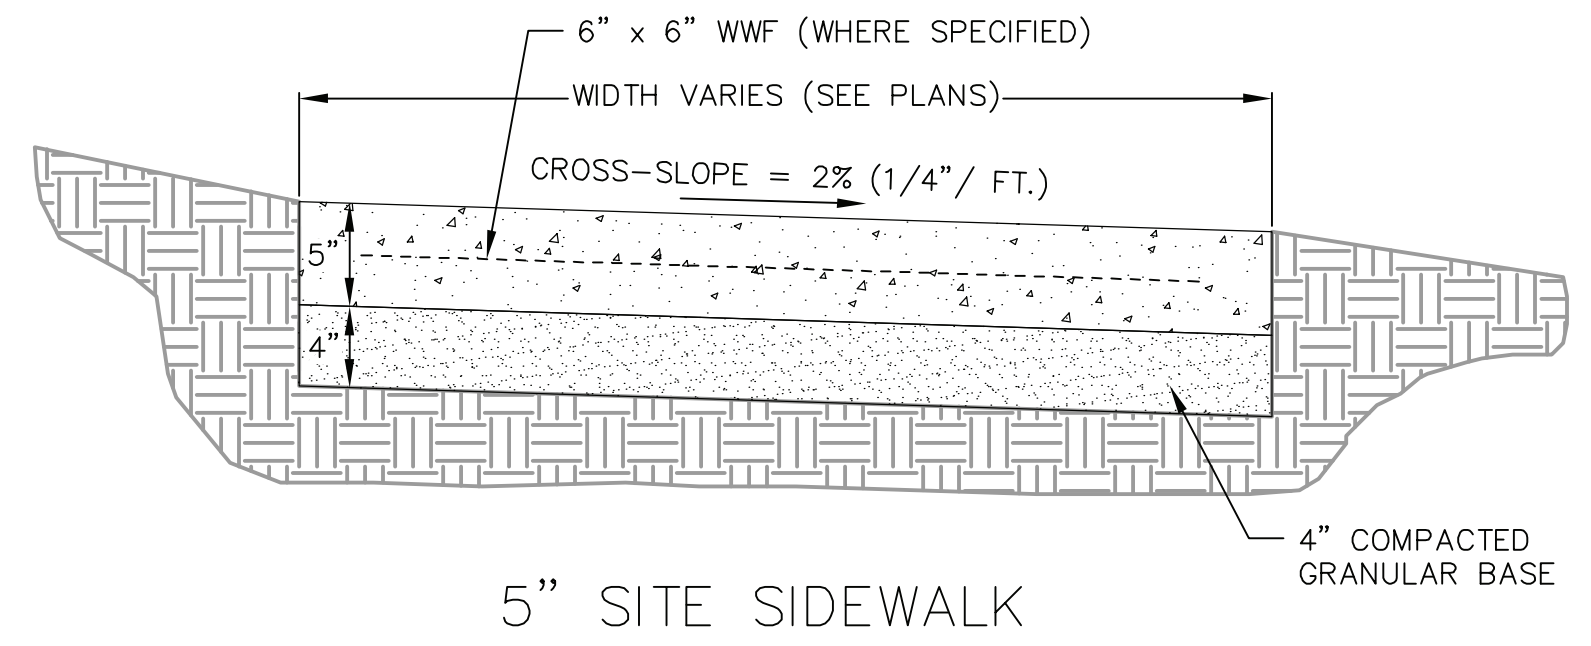 6” x 6” WWF (WHERE SPECIFIED)
WIDTH VARIES (SEE PLANS)
CROSS-SLOPE = 2% (1/4”/ FT.)
5”
4”
4” COMPACTED
GRANULAR BASE
5” SITE SIDEWALK